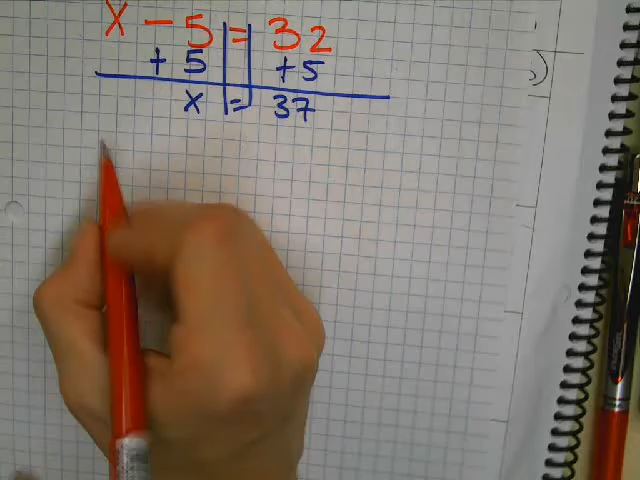 x - 5 = 32
+ 5 +5
x = 37